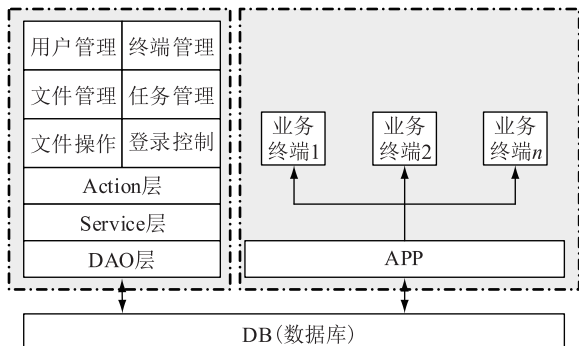 用户管理 终端管理
文件管理 任务管理
文件操作 登录控制
Action层
Service层
DAO层
业务
终端1
业务
终端2
业务
终端n
APP
DB(数据库)